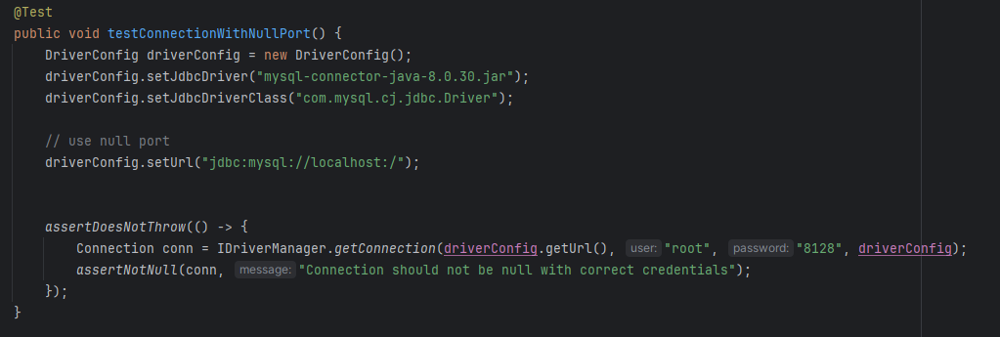 @Test
public void testConnectionWithNullPort() {
DriverConfig driverConfig = new DriverConfig();
driverConfig.setJdbcDriver("mysql-connector-java-8.0.30.jar");
driverConfig.setJdbcDriverClass("com.mysql.cj.jdbc.Driver");
// use null port
driverConfig.setUrl("jdbc:mysql://localhost:/");
assertDoesNotThrow(() -> {
Connection conn = IDriverManager.getConnection(driverConfig.getUrl(), user: "root", password: "8128", driverConfig);
assertNotNull(conn, message: "Connection should not be null with correct credentials");
});
}